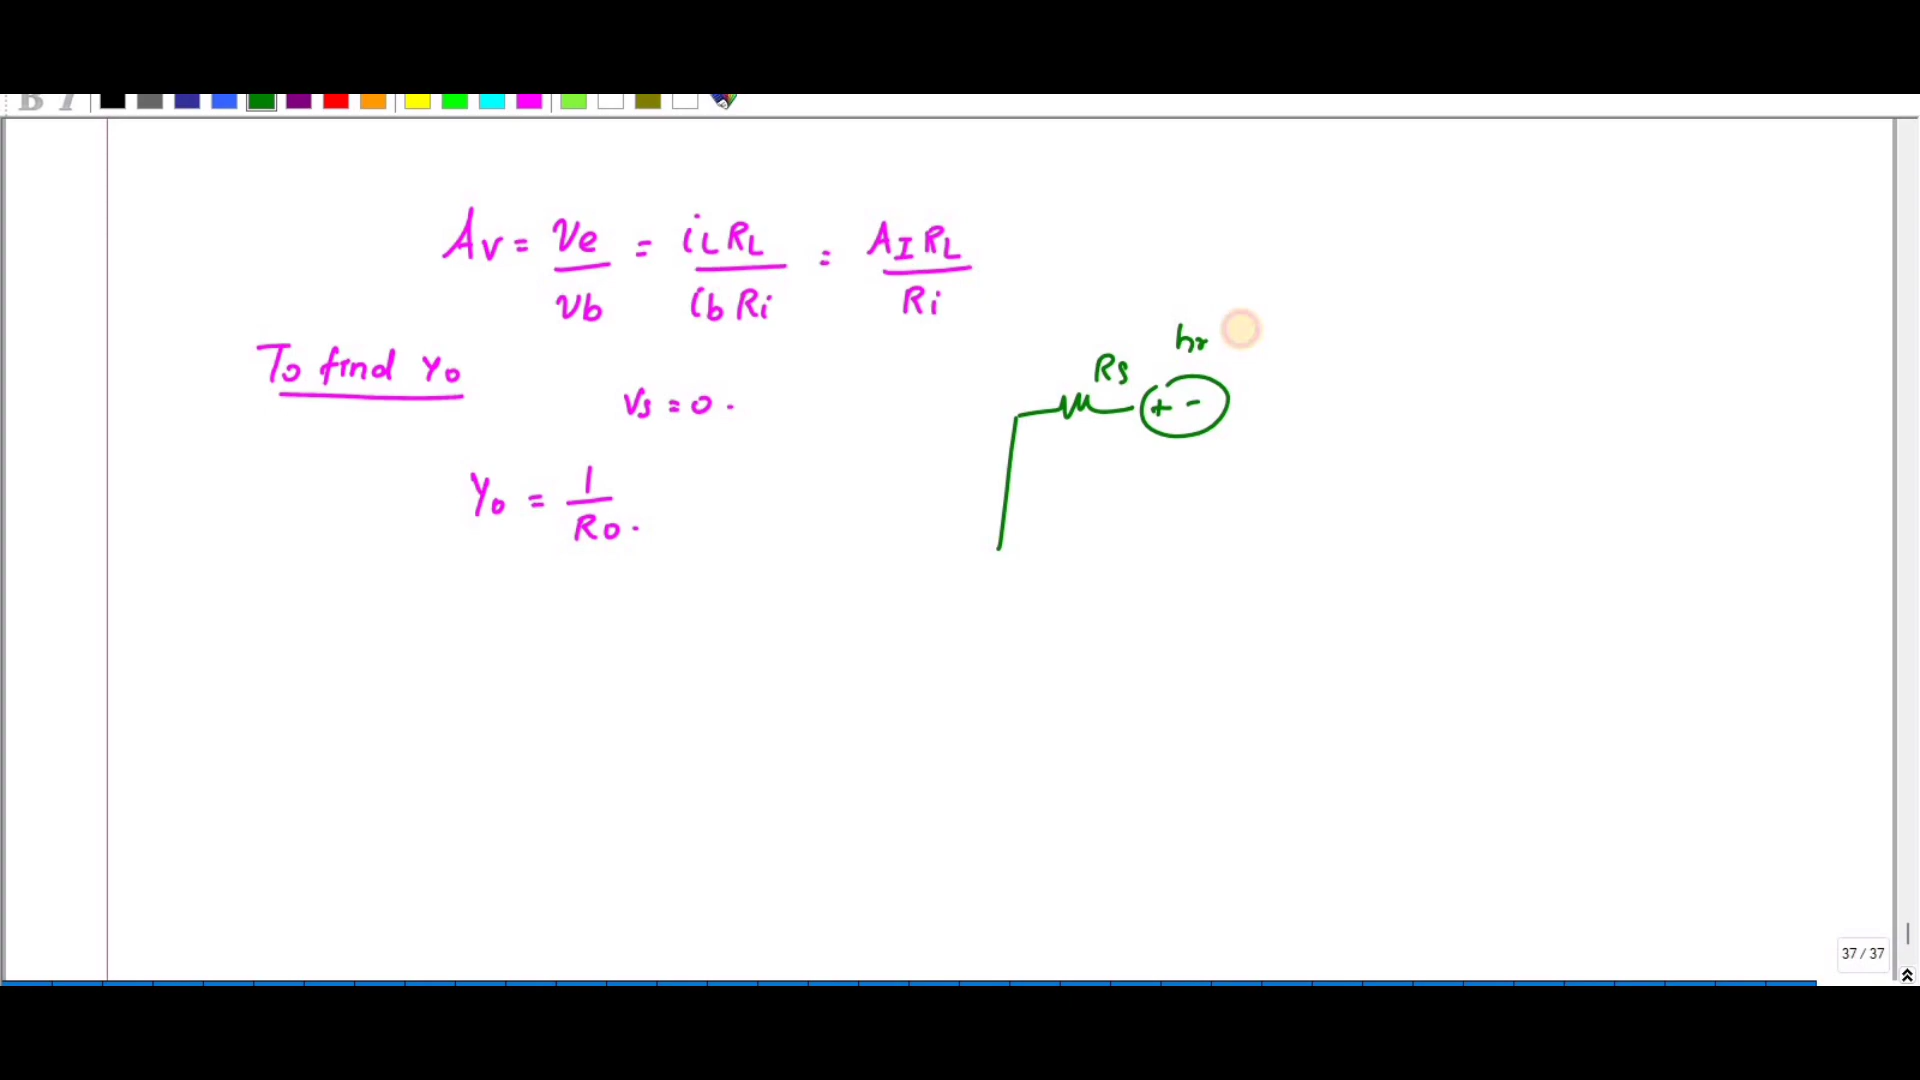 B I
Av = ve / vb = iL RL / ib Ri = AI RL / Ri
To find Yo
Vs = 0 .
Yo = 1 / Ro .
Rs
hr
+ -
37 / 37